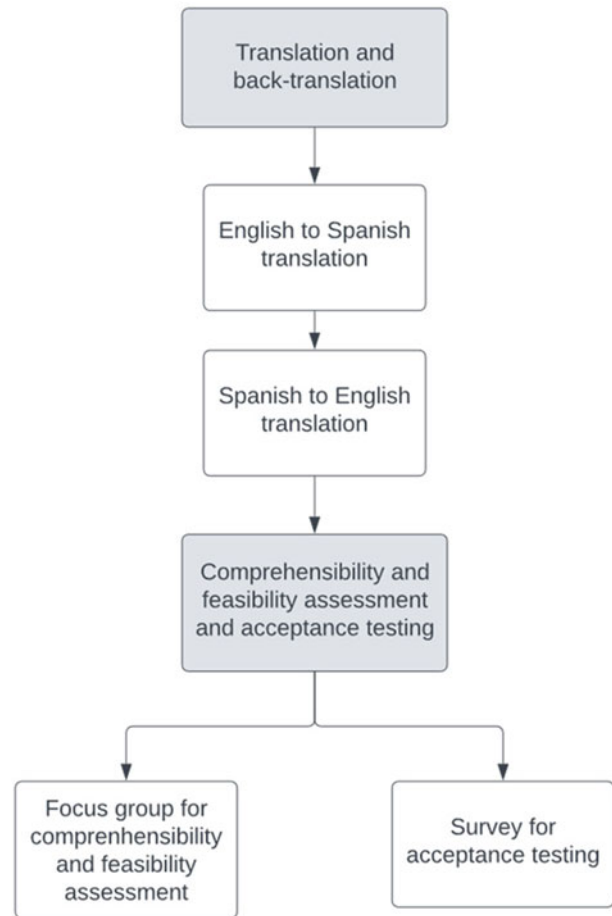 Translation and
back-translation
English to Spanish
translation
Spanish to English
translation
Comprehensibility and
feasibility assessment
and acceptance testing
Focus group for
comprenhensibility
and feasibility
assessment
Survey for
acceptance testing